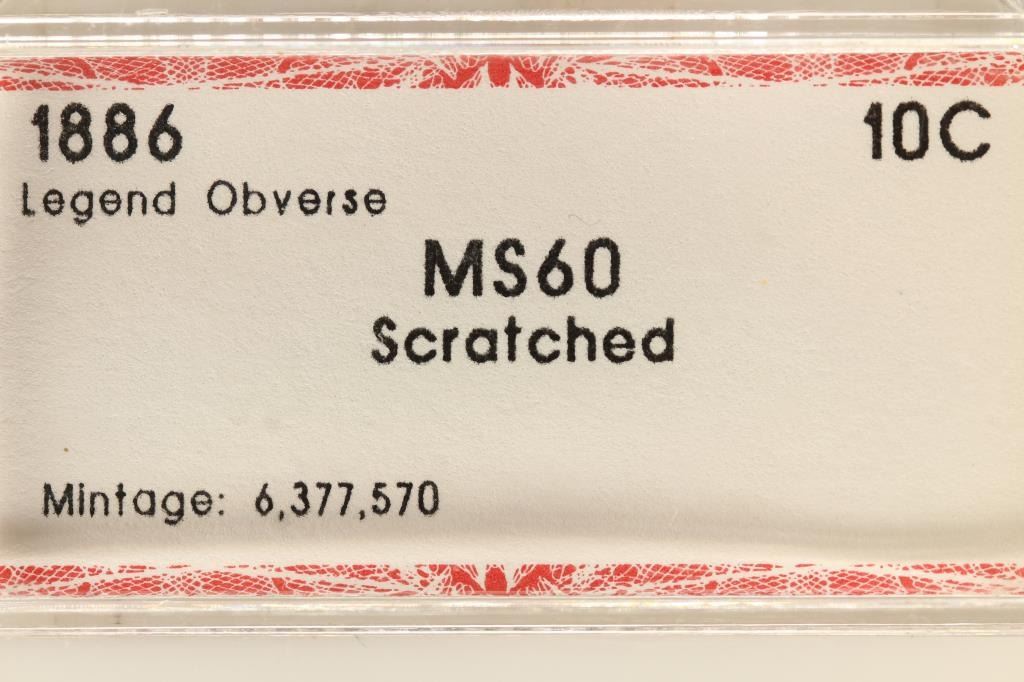 1886 10C
Legend Obverse
MS60
Scratched
Mintage: 6,377,570